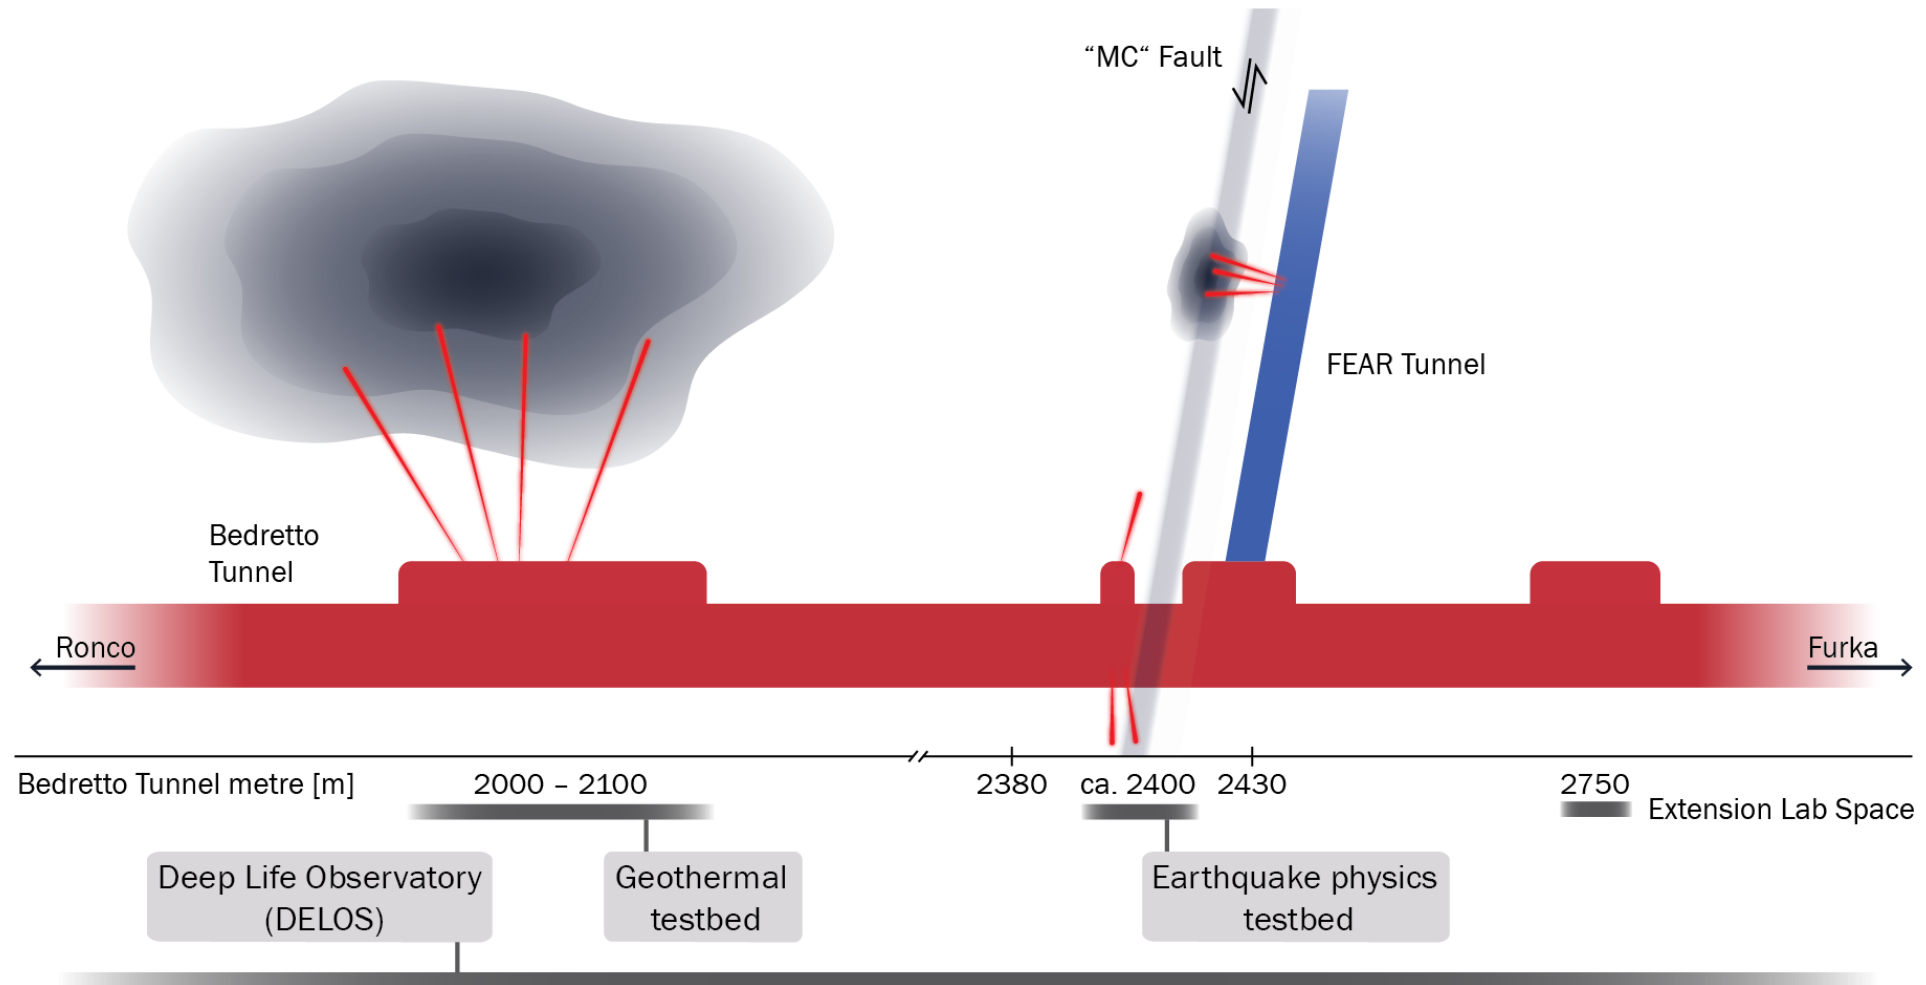 “MC“ Fault
FEAR Tunnel
Bedretto
Tunnel
Ronco
Furka
Bedretto Tunnel metre [m]
2000 – 2100
2380
ca. 2400
2430
2750
Extension Lab Space
Deep Life Observatory
(DELOS)
Geothermal
testbed
Earthquake physics
testbed